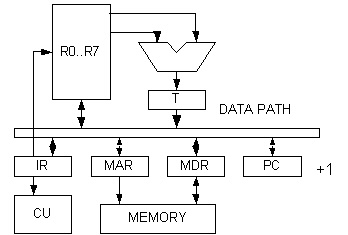 R0..R7
T
DATA PATH
IR
MAR
MDR
PC
+1
CU
MEMORY